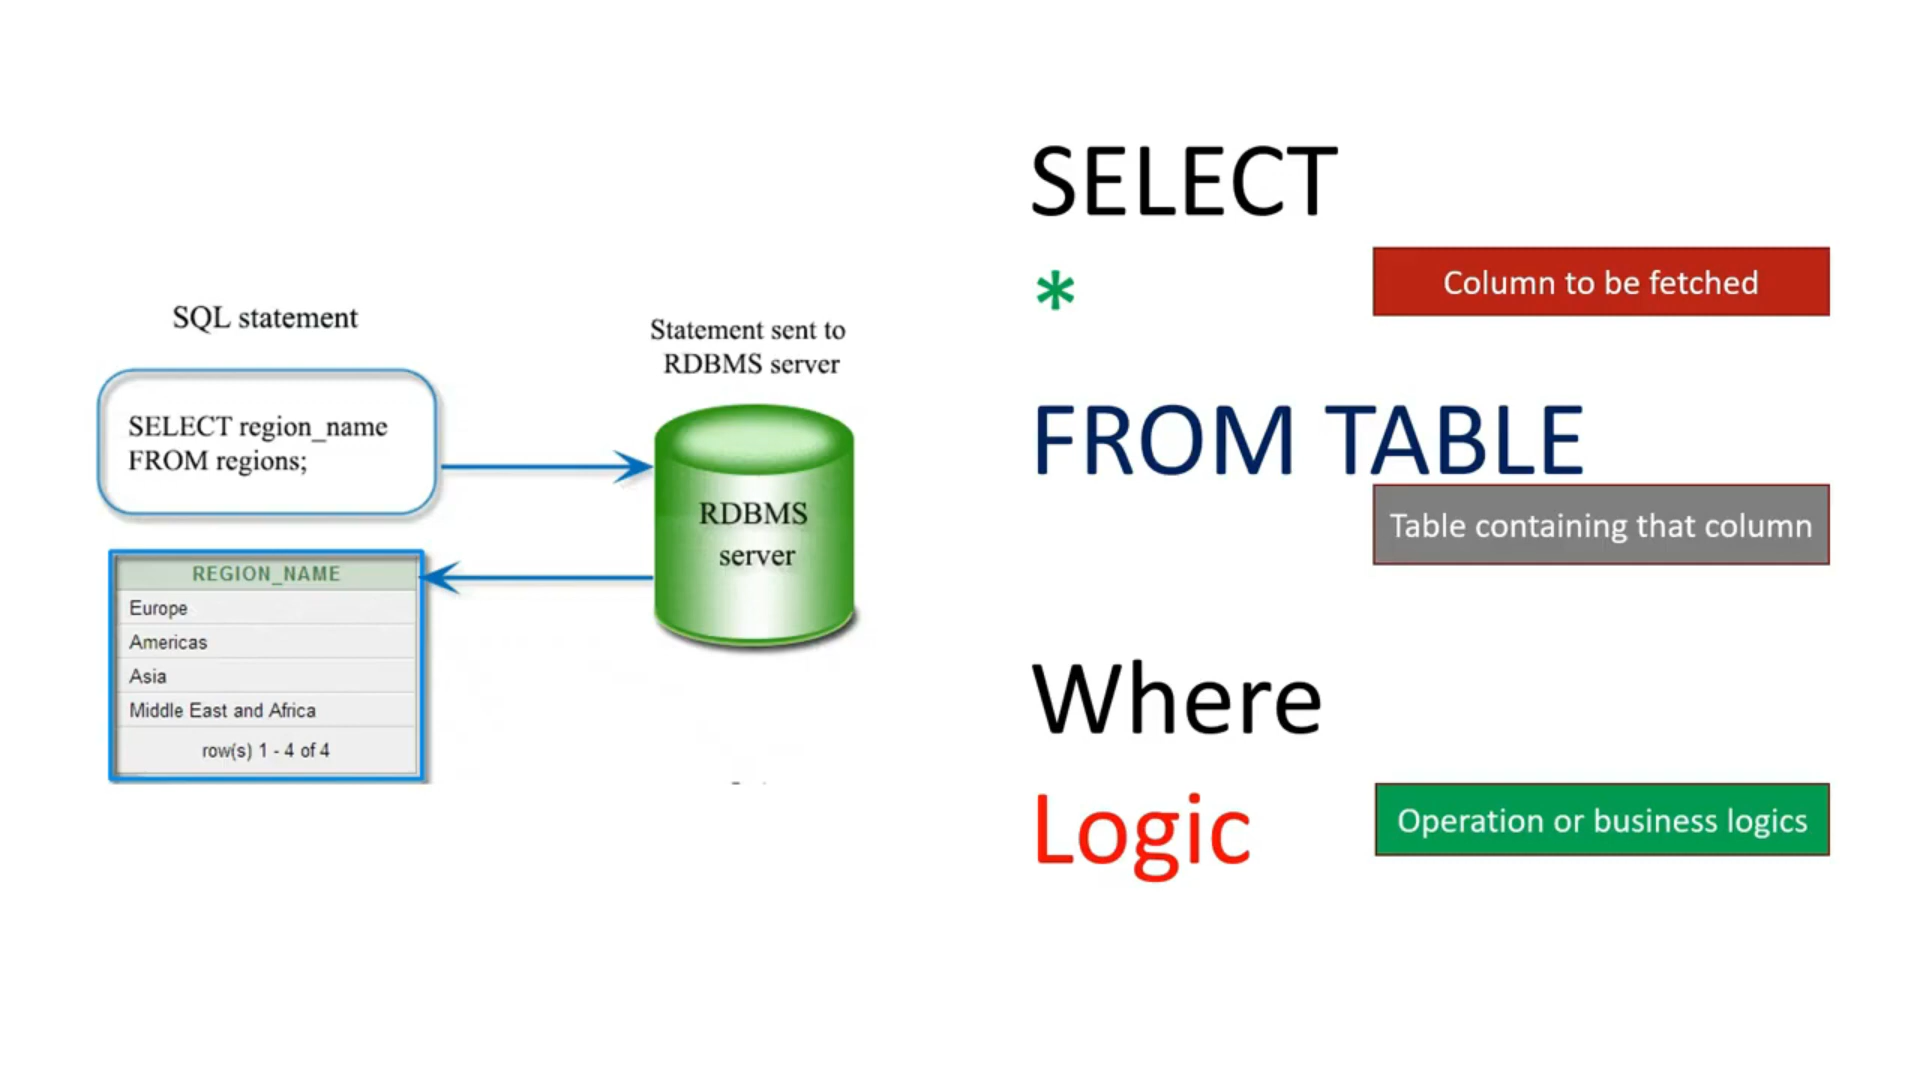 SQL statement
SELECT region_name
FROM regions;
Statement sent to
RDBMS server
RDBMS
server
REGION_NAME
Europe
Americas
Asia
Middle East and Africa
row(s) 1 - 4 of 4
SELECT
*
Column to be fetched
FROM TABLE
Table containing that column
Where
Logic
Operation or business logics